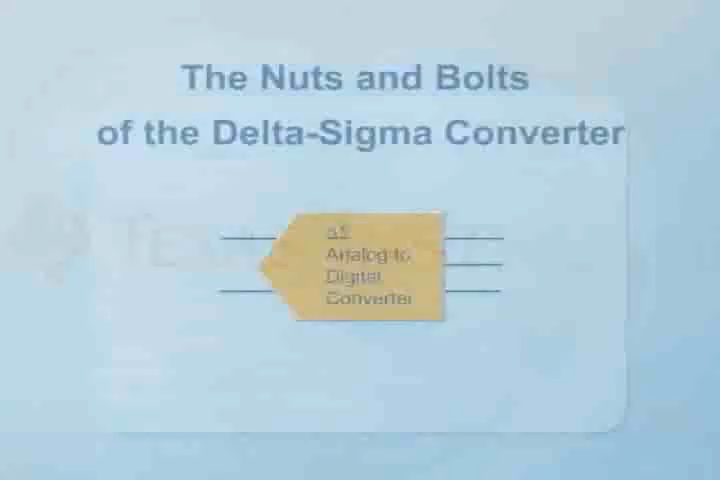 The Nuts and Bolts
of the Delta-Sigma Converter
ΔΣ
Analog to
Digital
Converter